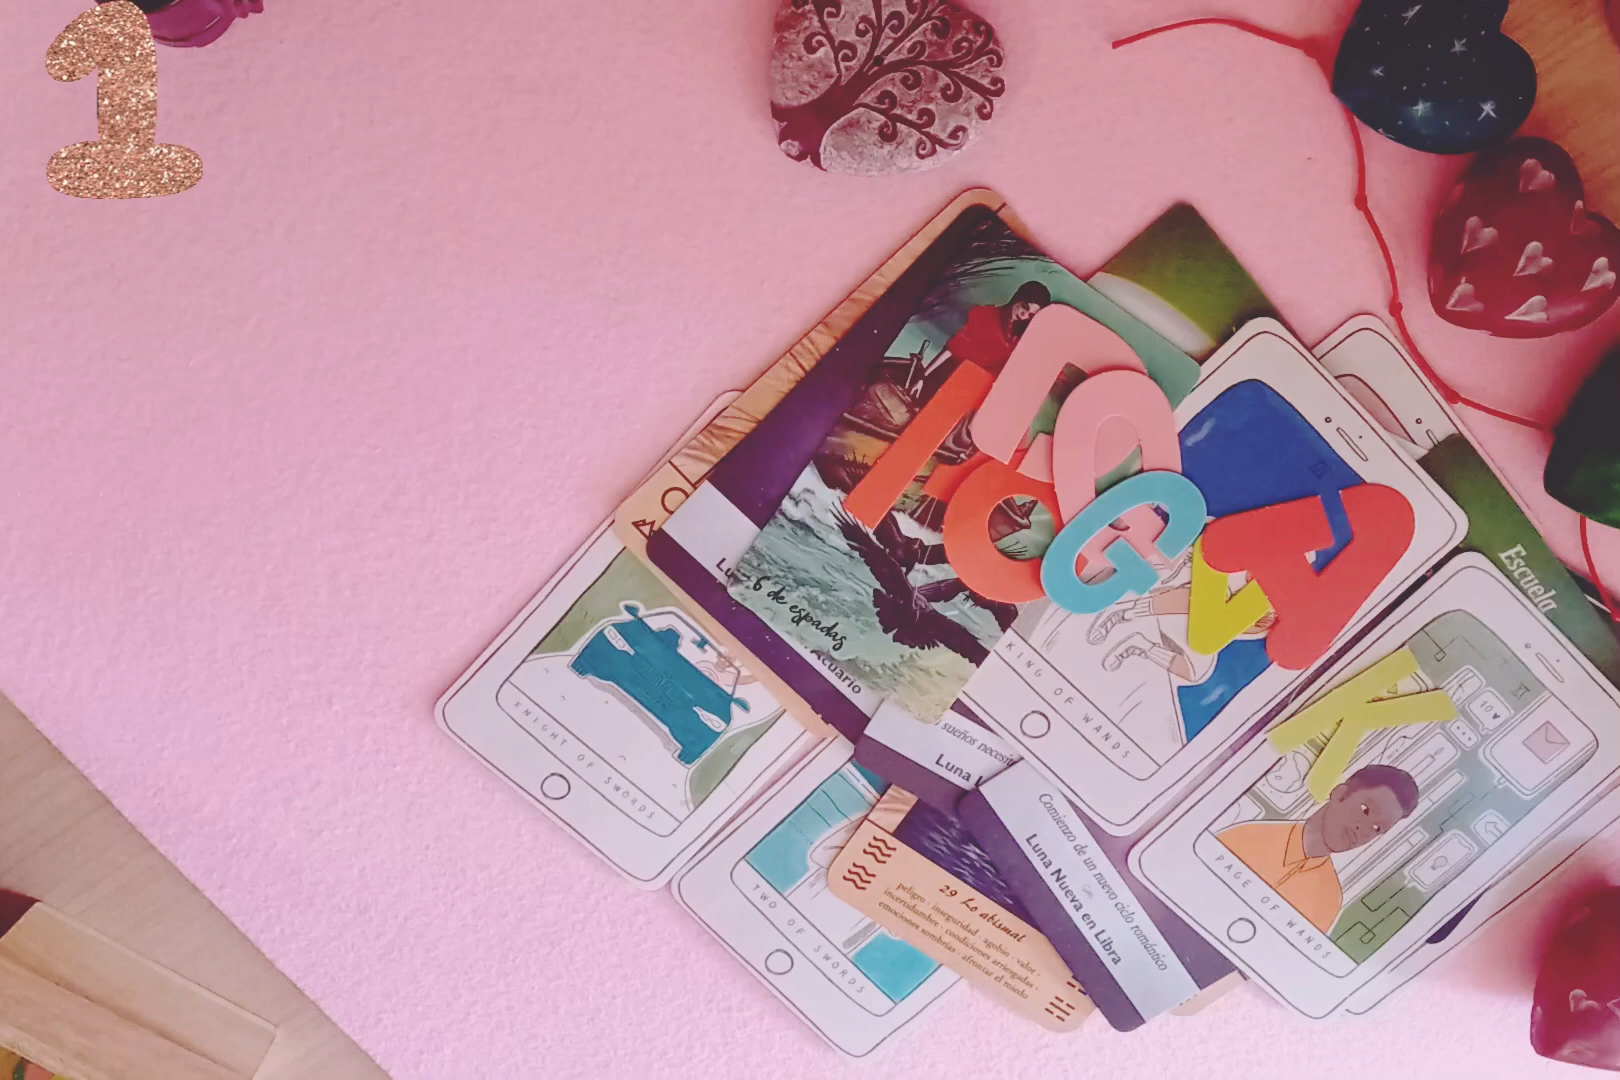 1
6 de espadas
Acuario
KNIGHT OF SWORDS
TWO OF SWORDS
KING OF WANDS
PAGE OF WANDS
Escuela
10
sueños
Luna
29 Lo abismal
peligro · inseguridad · agobio · valor ·
incertidumbre · condiciones arriesgadas ·
emociones sombrías · afrontar el miedo
Comienzo de un nuevo ciclo romántico
Luna Nueva en Libra
G
A
V
K